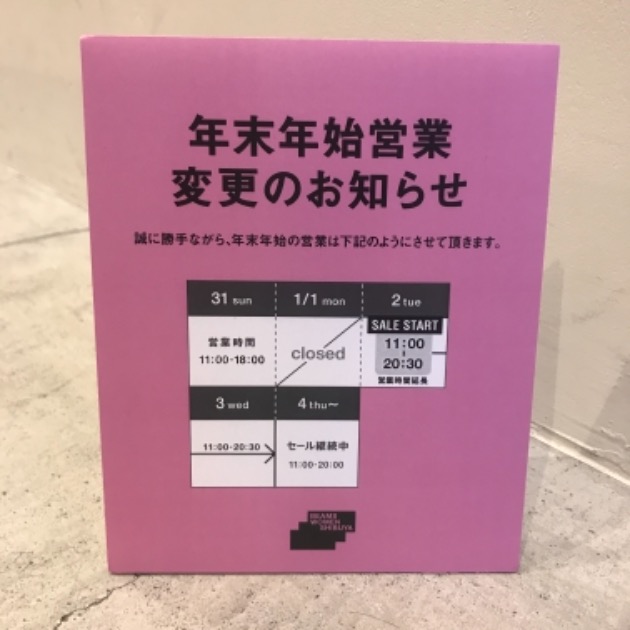 年末年始営業
変更のお知らせ
誠に勝手ながら、年末年始の営業は下記のようにさせて頂きます。
31 sun
1/1 mon
2 tue
営業時間
11:00-18:00
closed
SALE START
11:00
20:30
営業時間延長
3 wed
4 thu～
11:00-20:30
セール継続中
11:00-20:00
BEAMS
WOMEN
SHIBUYA